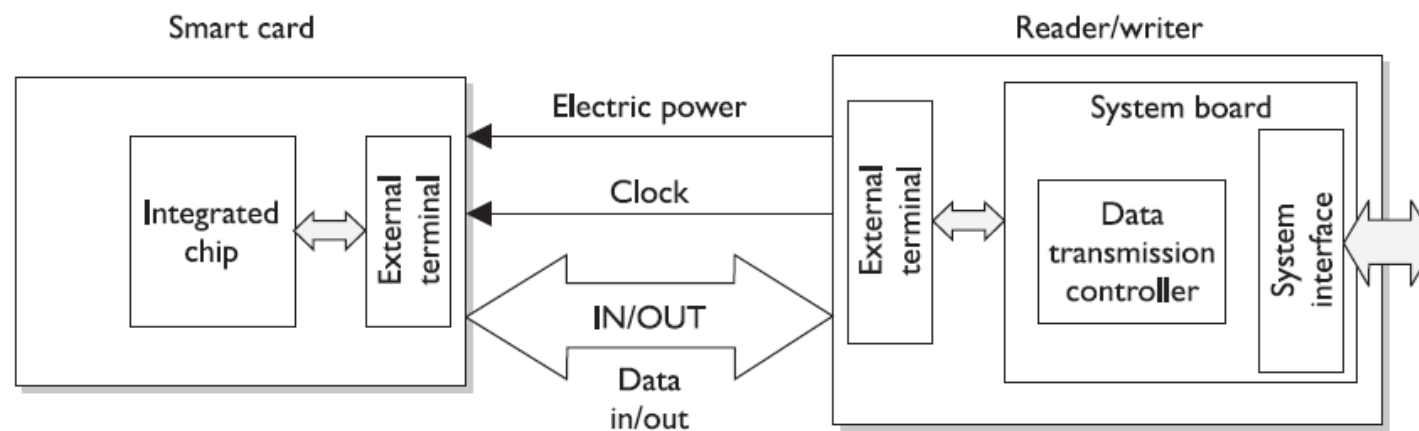 Smart card
Reader/writer
Integrated
chip
External
terminal
Electric power
Clock
IN/OUT
Data
in/out
External
terminal
System board
Data
transmission
controller
System
interface